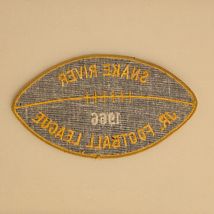 SNAKE RIVER
1966
JR. FOOTBALL LEAGUE